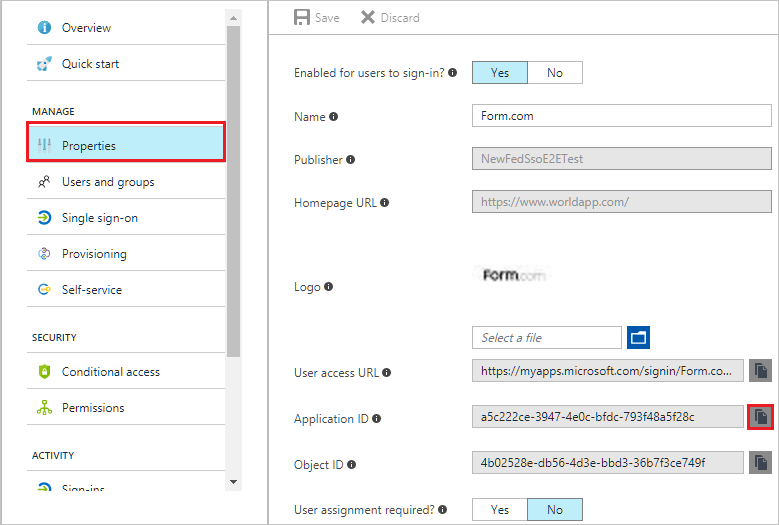 Overview
Quick start
MANAGE
Properties
Users and groups
Single sign-on
Provisioning
Self-service
SECURITY
Conditional access
Permissions
ACTIVITY
Sign-ins
Save Discard
Enabled for users to sign-in? Yes No
Name Form.com
Publisher NewFedSsoE2ETest
Homepage URL https://www.worldapp.com/
Logo Form.com
Select a file
User access URL https://myapps.microsoft.com/signin/Form.co...
Application ID a5c222ce-3947-4e0c-bfdc-793f48a5f28c
Object ID 4b02528e-db56-4d3e-bbd3-36b7f3ce749f
User assignment required? Yes No